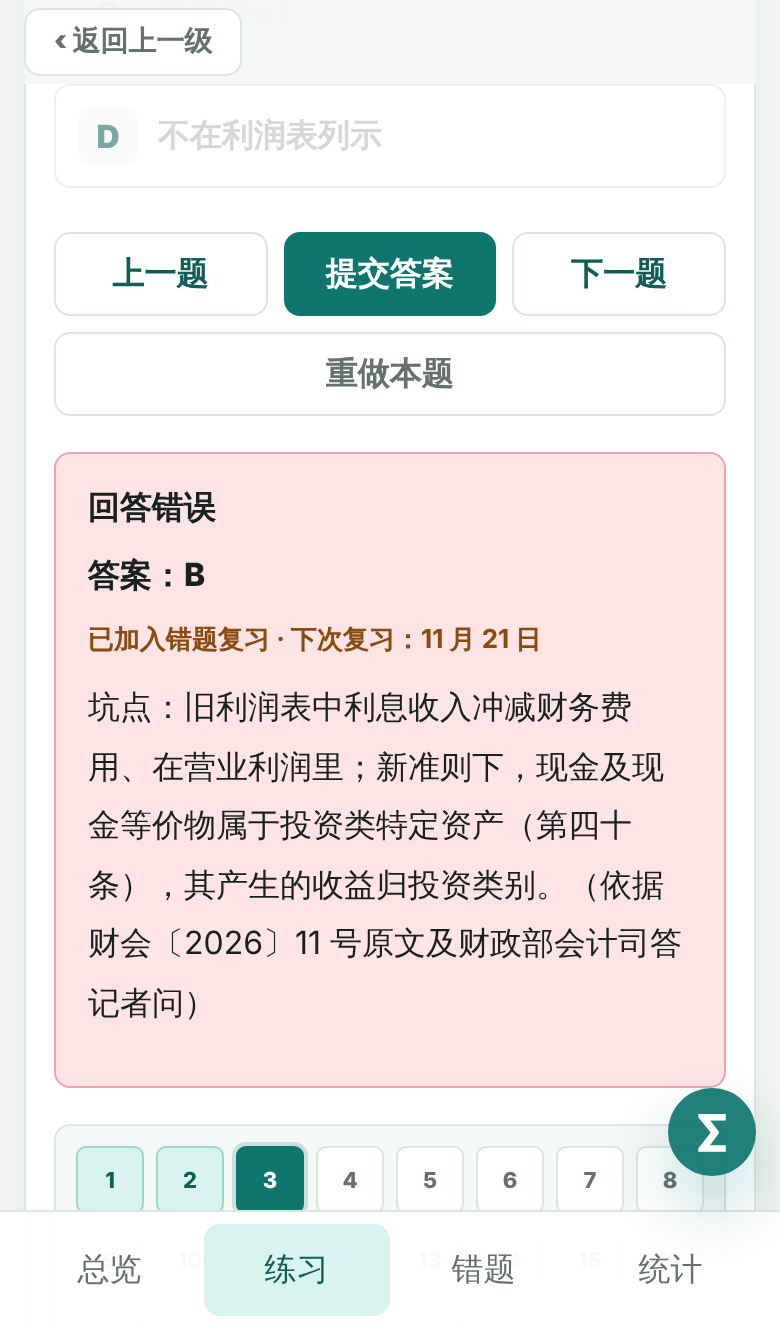 ‹ 返回上一级
D 不在利润表列示
上一题 提交答案 下一题
重做本题
回答错误
答案：B
已加入错题复习 · 下次复习：11 月 21 日
坑点：旧利润表中利息收入冲减财务费
用、在营业利润里；新准则下，现金及现
金等价物属于投资类特定资产（第四十
条），其产生的收益归投资类别。（依据
财会〔2026〕11 号原文及财政部会计司答
记者问）
Σ
1 2 3 4 5 6 7 8
10 13 15
总览 练习 错题 统计